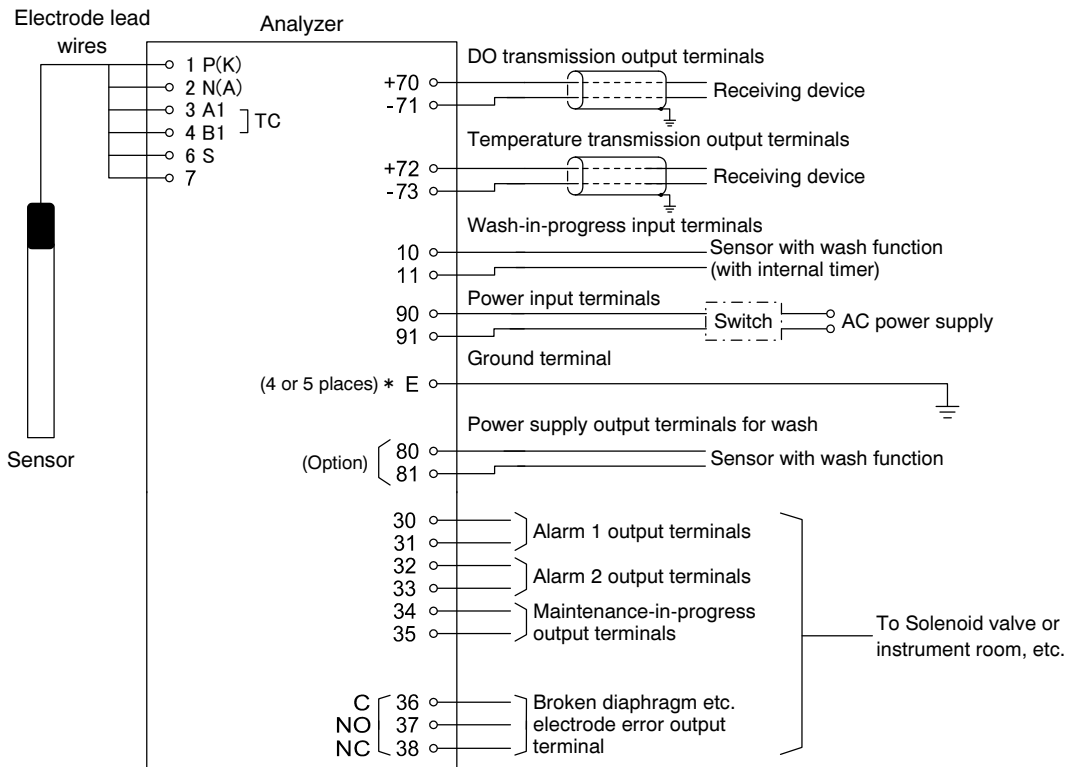 Electrode lead
wires
Analyzer
1 P(K)
2 N(A)
3 A1
4 B1
TC
6 S
7
Sensor
DO transmission output terminals
+70
-71
Receiving device
Temperature transmission output terminals
+72
-73
Receiving device
Wash-in-progress input terminals
10
11
Sensor with wash function
(with internal timer)
Power input terminals
90
91
Switch
AC power supply
Ground terminal
(4 or 5 places) * E
Power supply output terminals for wash
(Option)
80
81
Sensor with wash function
30
31
Alarm 1 output terminals
32
33
Alarm 2 output terminals
34
35
Maintenance-in-progress
output terminals
C 36
NO 37
NC 38
Broken diaphragm etc.
electrode error output
terminal
To Solenoid valve or
instrument room, etc.